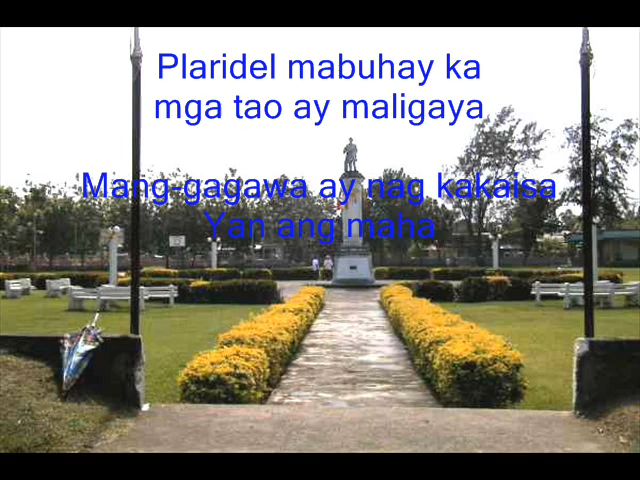 Plaridel mabuhay ka
mga tao ay maligaya
Mang-gagawa ay nag kakaisa
Yan ang maha